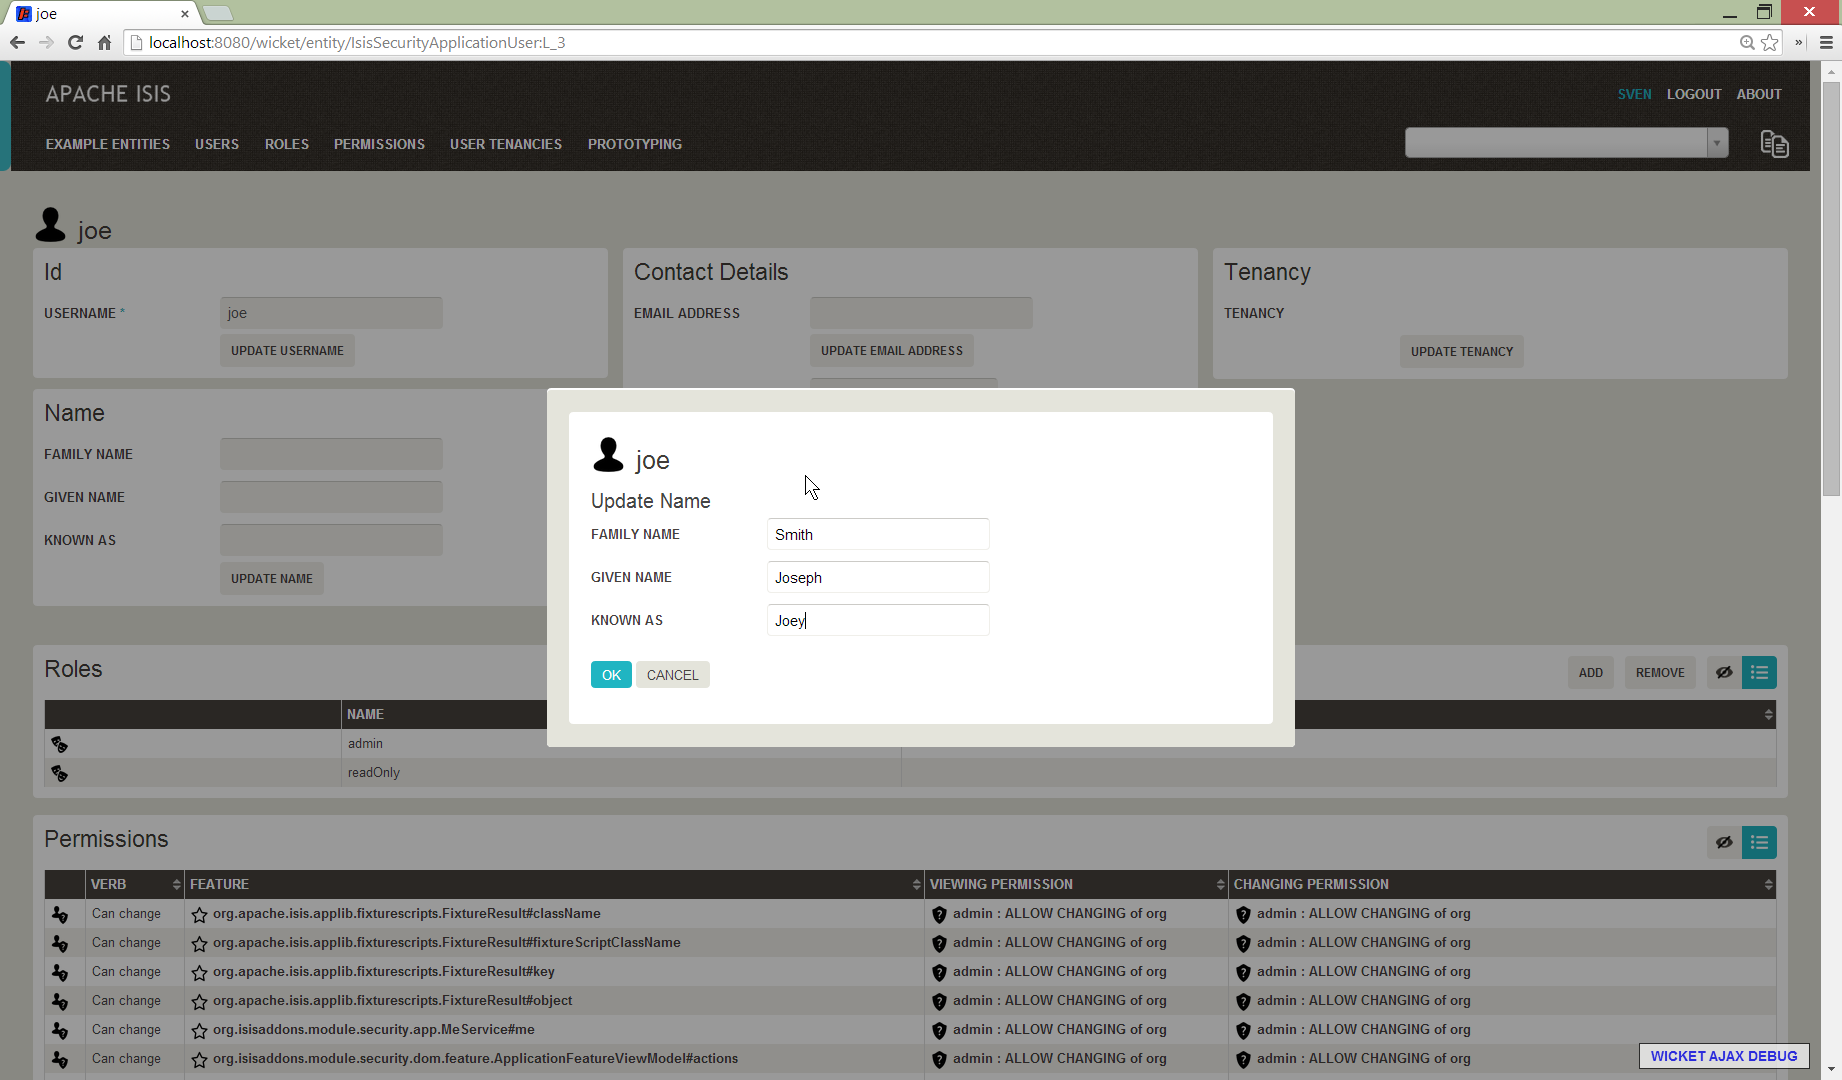 joe
localhost:8080/wicket/entity/IsisSecurityApplicationUser:L_3
APACHE ISIS
SVEN LOGOUT ABOUT
EXAMPLE ENTITIES USERS ROLES PERMISSIONS USER TENANCIES PROTOTYPING
joe
Id
USERNAME *
joe
UPDATE USERNAME
Contact Details
EMAIL ADDRESS
UPDATE EMAIL ADDRESS
Tenancy
TENANCY
UPDATE TENANCY
Name
FAMILY NAME
GIVEN NAME
KNOWN AS
UPDATE NAME
joe
Update Name
FAMILY NAME Smith
GIVEN NAME Joseph
KNOWN AS Joey
OK CANCEL
Roles
ADD REMOVE
NAME
admin
readOnly
Permissions
VERB FEATURE VIEWING PERMISSION CHANGING PERMISSION
Can change org.apache.isis.applib.fixturescripts.FixtureResult#className admin : ALLOW CHANGING of org admin : ALLOW CHANGING of org
Can change org.apache.isis.applib.fixturescripts.FixtureResult#fixtureScriptClassName admin : ALLOW CHANGING of org admin : ALLOW CHANGING of org
Can change org.apache.isis.applib.fixturescripts.FixtureResult#key admin : ALLOW CHANGING of org admin : ALLOW CHANGING of org
Can change org.apache.isis.applib.fixturescripts.FixtureResult#object admin : ALLOW CHANGING of org admin : ALLOW CHANGING of org
Can change org.isisaddons.module.security.app.MeService#me admin : ALLOW CHANGING of org admin : ALLOW CHANGING of org
Can change org.isisaddons.module.security.dom.feature.ApplicationFeatureViewModel#actions admin : ALLOW CHANGING of org admin : ALLOW CHANGING of org
WICKET AJAX DEBUG